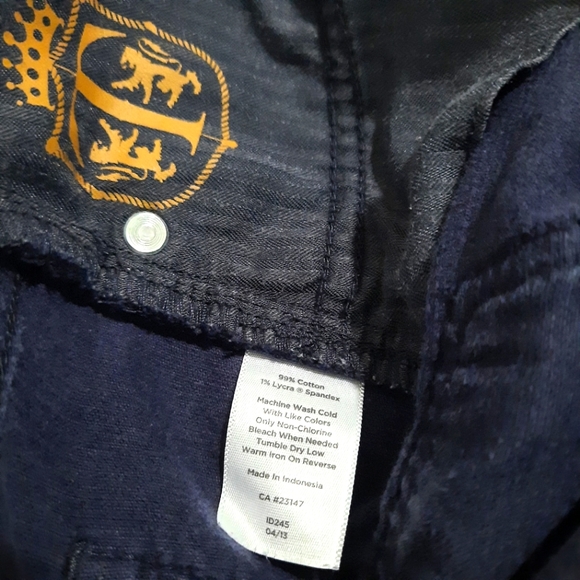 99% Cotton
1% Lycra ® Spandex
Machine Wash Cold
With Like Colors
Only Non-Chlorine
Bleach When Needed
Tumble Dry Low
Warm Iron On Reverse
Made In Indonesia
CA #23147
ID245
04/13